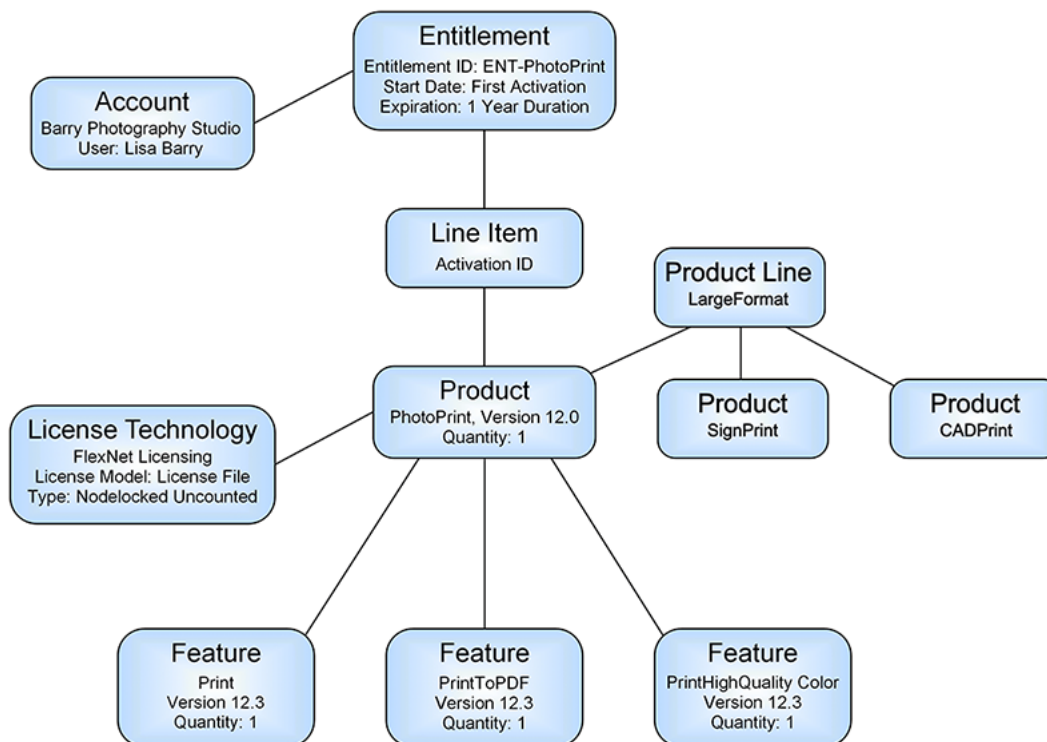 Entitlement
Entitlement ID: ENT-PhotoPrint
Start Date: First Activation
Expiration: 1 Year Duration
Account
Barry Photography Studio
User: Lisa Barry
Line Item
Activation ID
Product Line
LargeFormat
Product
PhotoPrint, Version 12.0
Quantity: 1
Product
SignPrint
Product
CADPrint
License Technology
FlexNet Licensing
License Model: License File
Type: Nodelocked Uncounted
Feature
Print
Version 12.3
Quantity: 1
Feature
PrintToPDF
Version 12.3
Quantity: 1
Feature
PrintHighQuality Color
Version 12.3
Quantity: 1